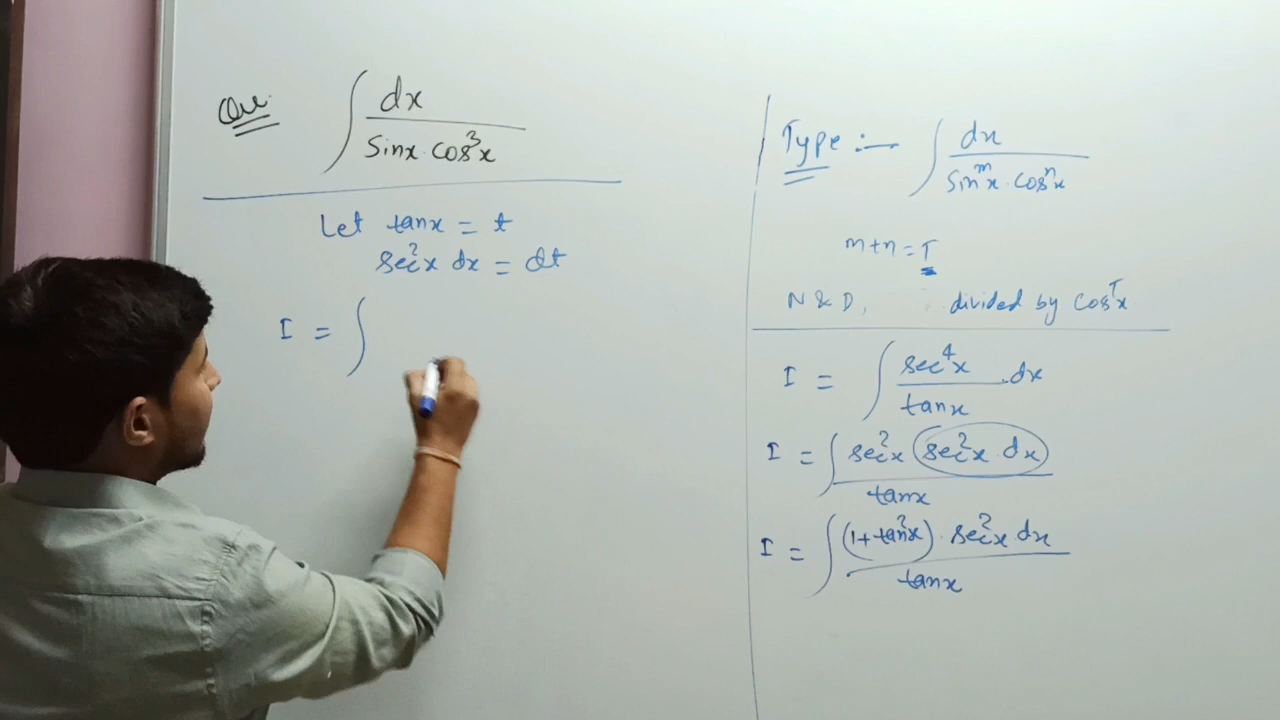 Qu. ∫ dx / sinx · cos³x
Let tanx = t
sec²x dx = dt
I = ∫
Type :— ∫ dx / sinᵐx · cosⁿx
m+n = T
N & D, divided by cosᵀx
I = ∫ sec⁴x / tanx . dx
I = ∫ sec²x (sec²x · dx) / tanx
I = ∫ (1+tan²x) · sec²x dx / tanx